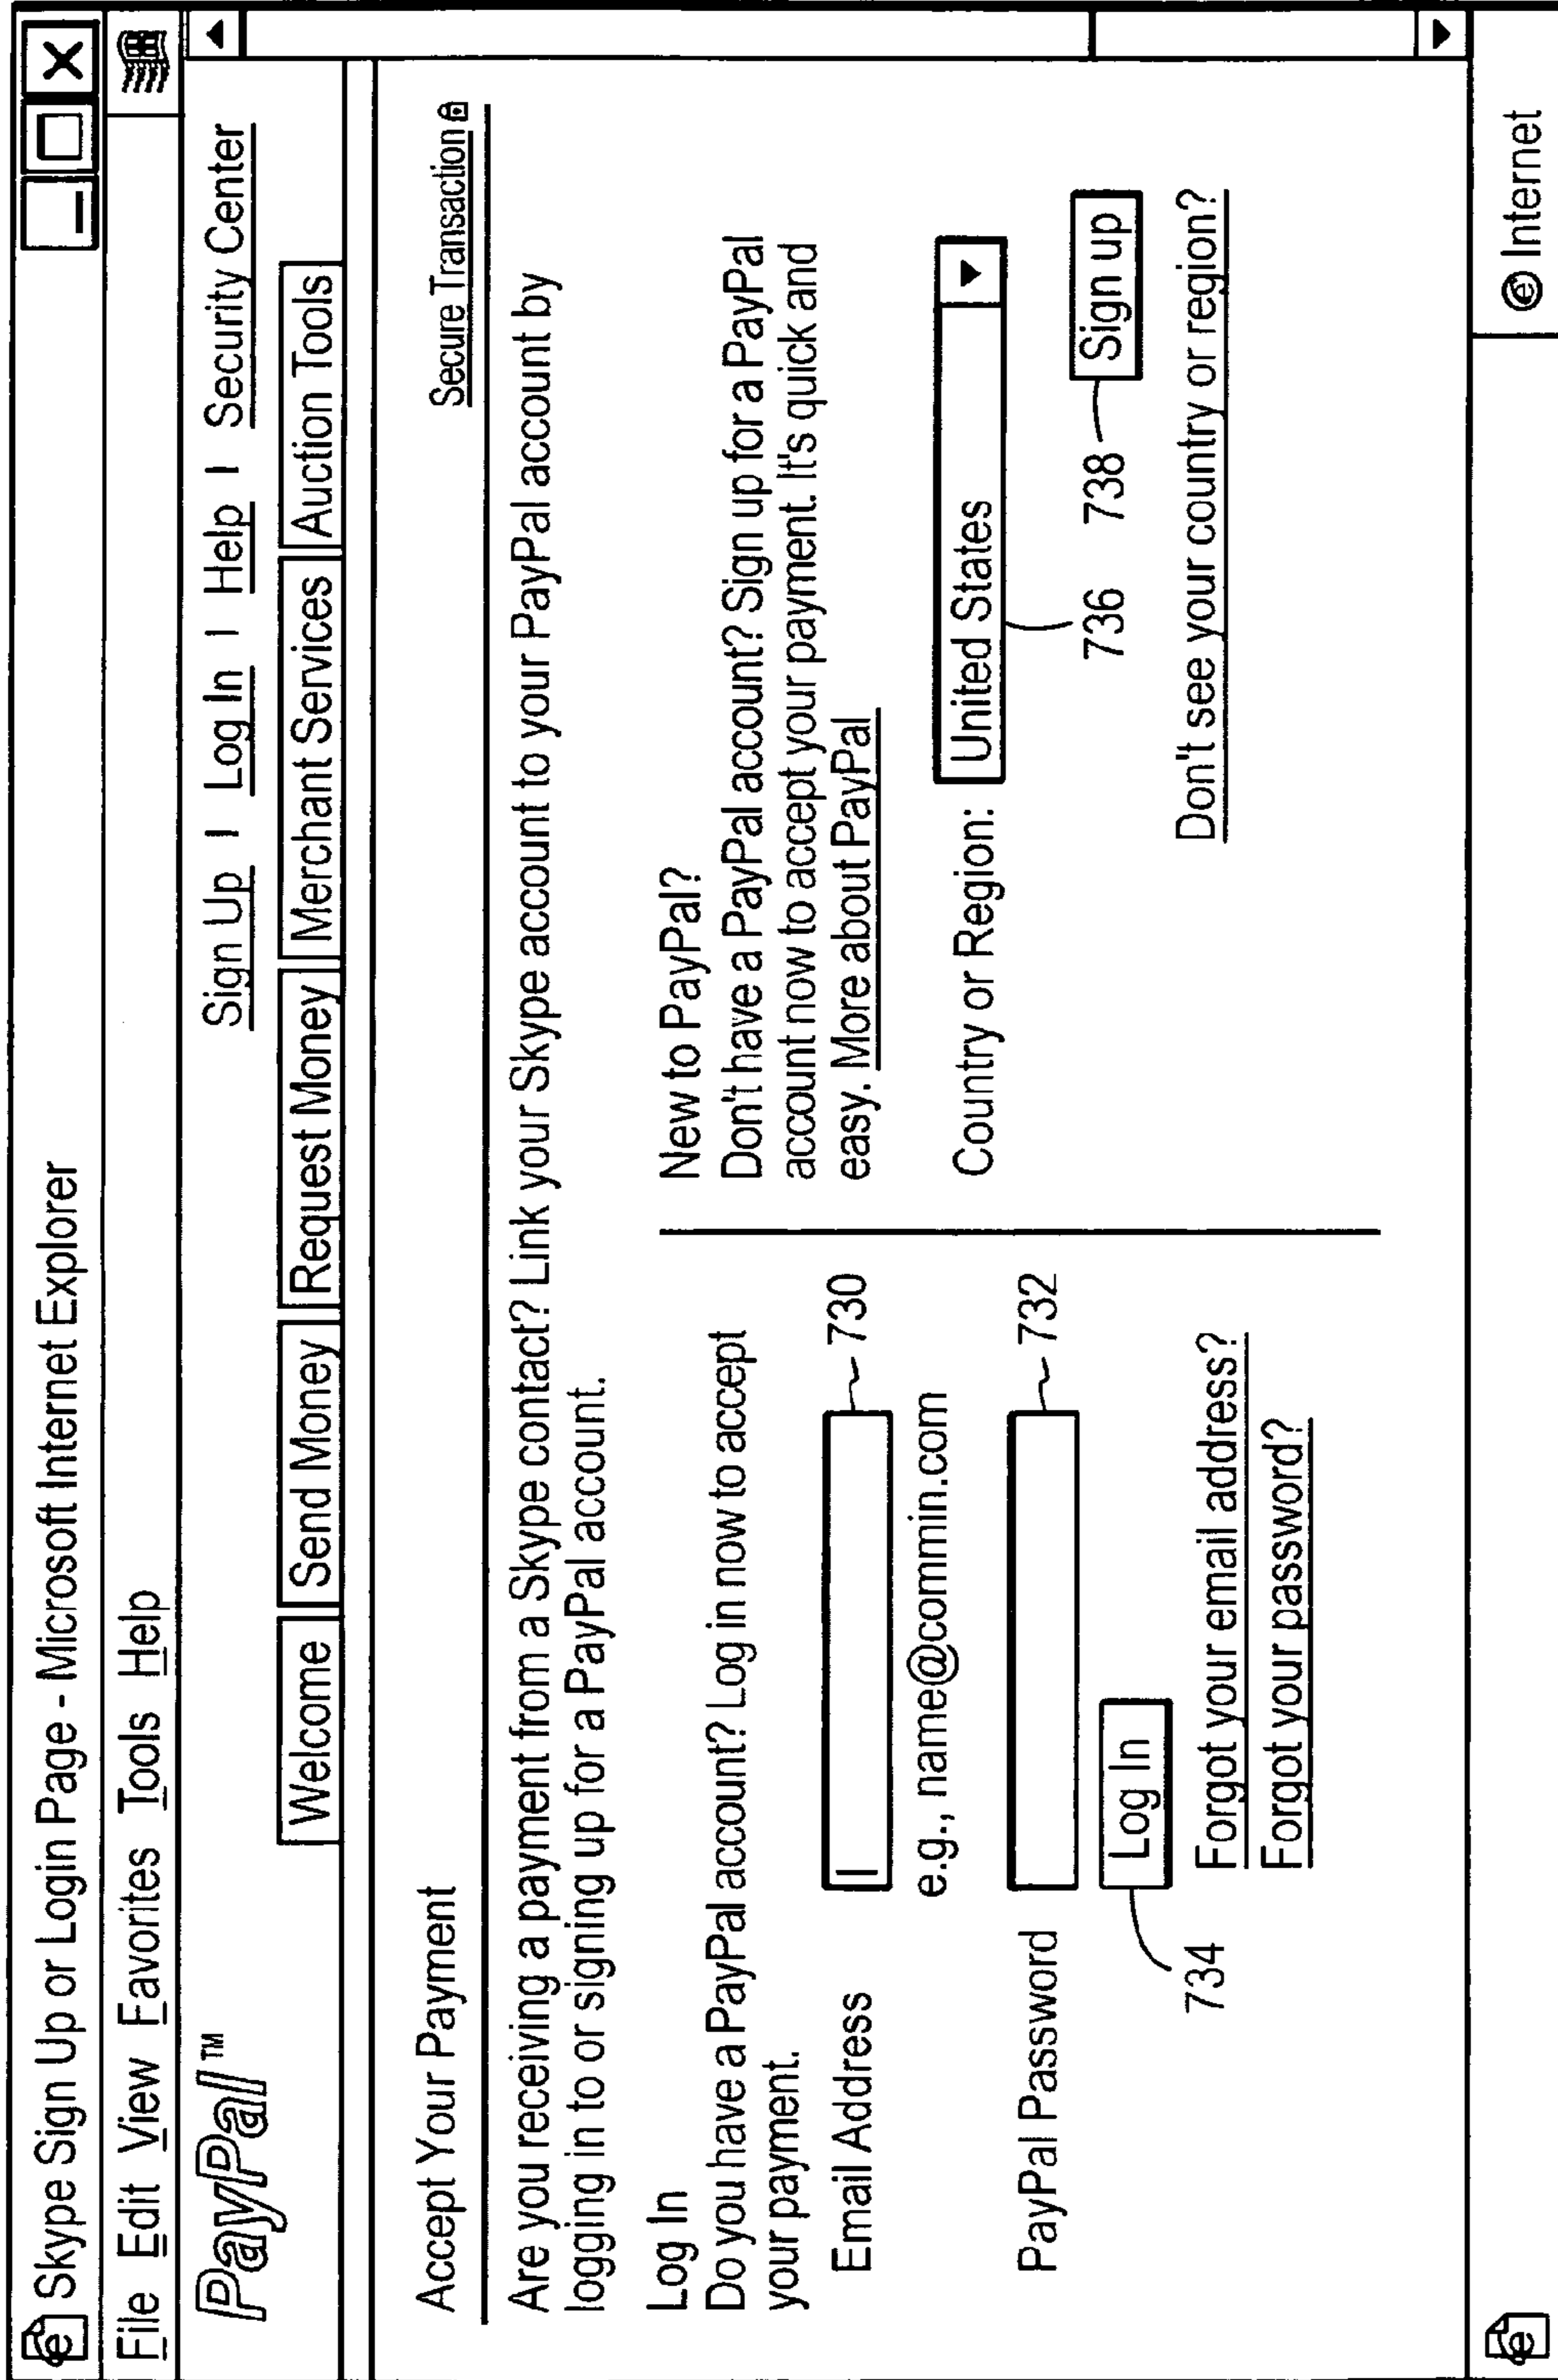 Skype Sign Up or Login Page - Microsoft Internet Explorer
File Edit View Favorites Tools Help
PayPal™
Sign Up | Log In | Help | Security Center
Welcome Send Money Request Money Merchant Services Auction Tools
Accept Your Payment
Secure Transaction
Are you receiving a payment from a Skype contact? Link your Skype account to your PayPal account by
logging in to or signing up for a PayPal account.
Log In
Do you have a PayPal account? Log in now to accept
your payment.
Email Address
730
e.g., name@commin.com
PayPal Password
732
Log In
734
Forgot your email address?
Forgot your password?
New to PayPal?
Don't have a PayPal account? Sign up for a PayPal
account now to accept your payment. It's quick and
easy. More about PayPal
Country or Region: United States
736 738
Sign up
Don't see your country or region?
Internet